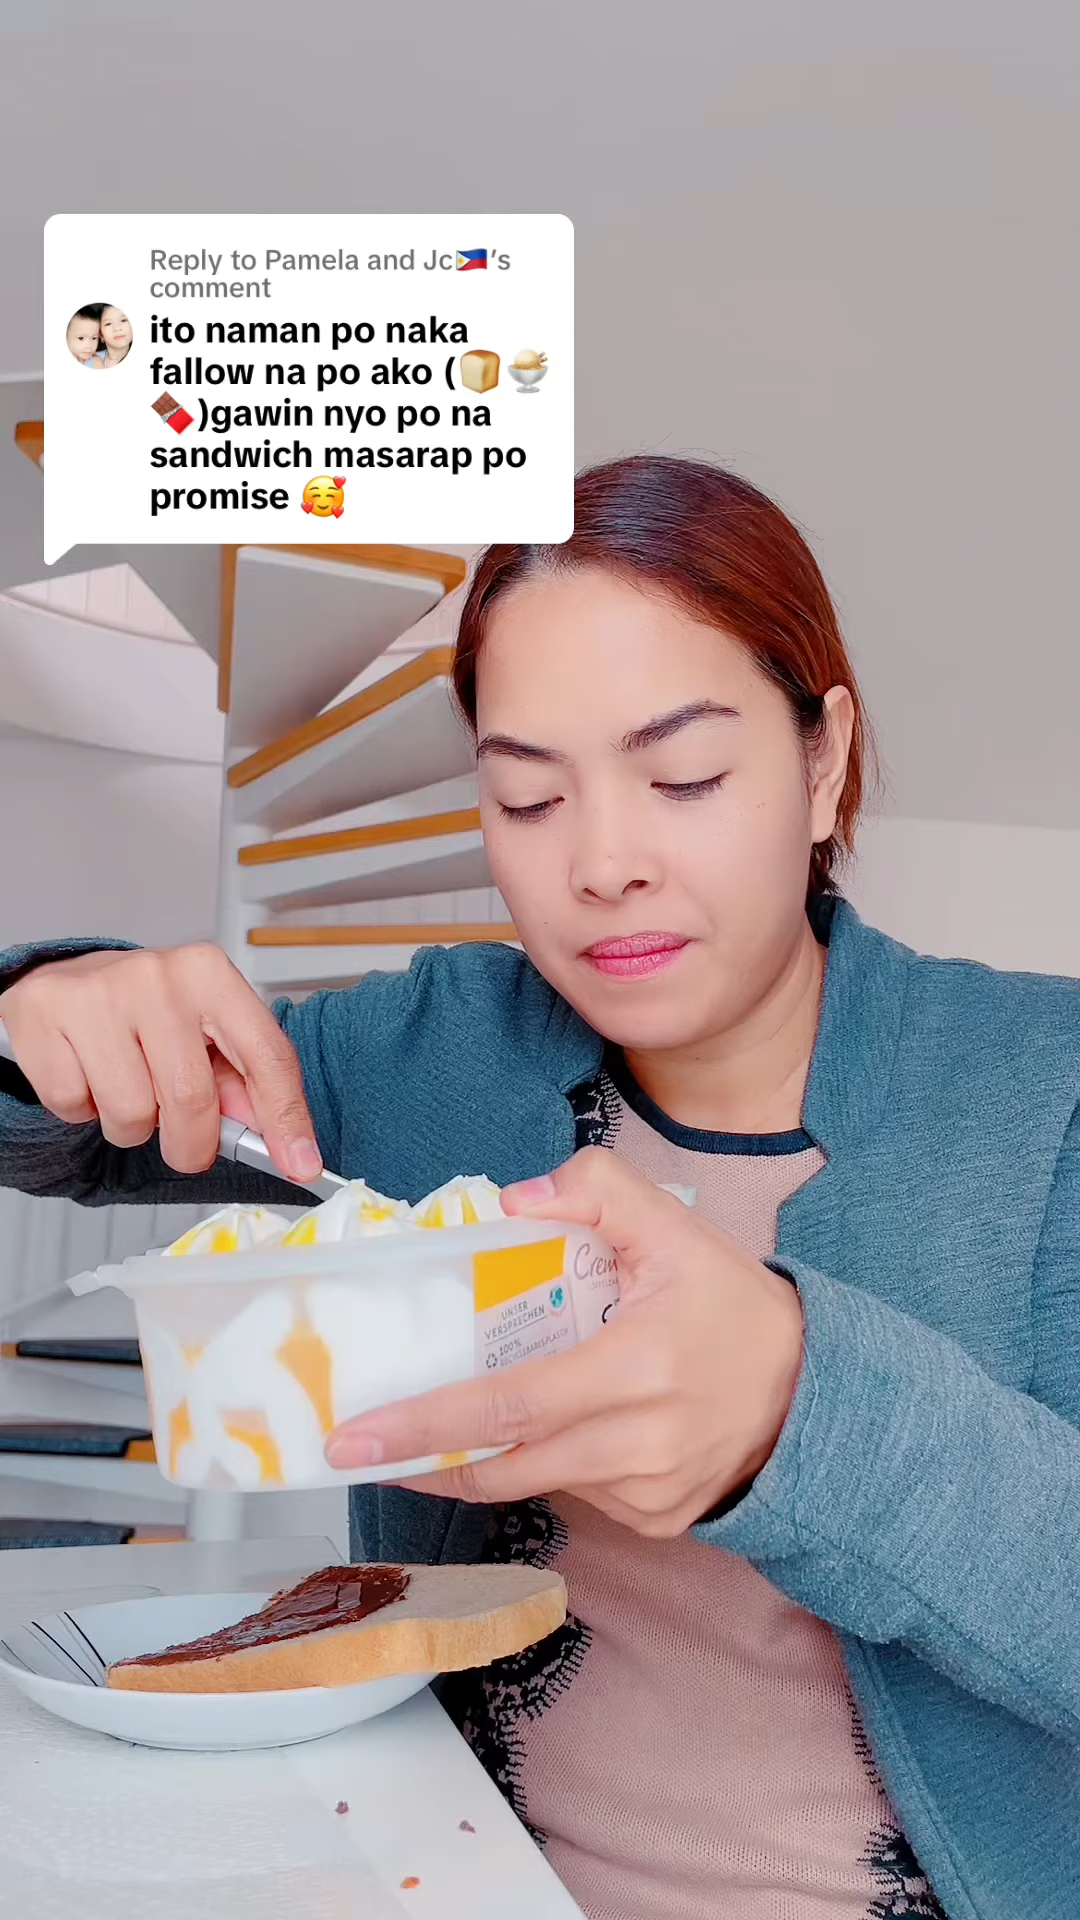 Reply to Pamela and Jc🇵🇭's
comment
ito naman po naka
fallow na po ako (🍞🍨
🍫)gawin nyo po na
sandwich masarap po
promise 🥰
UNSER
VERSPRECHEN
100%